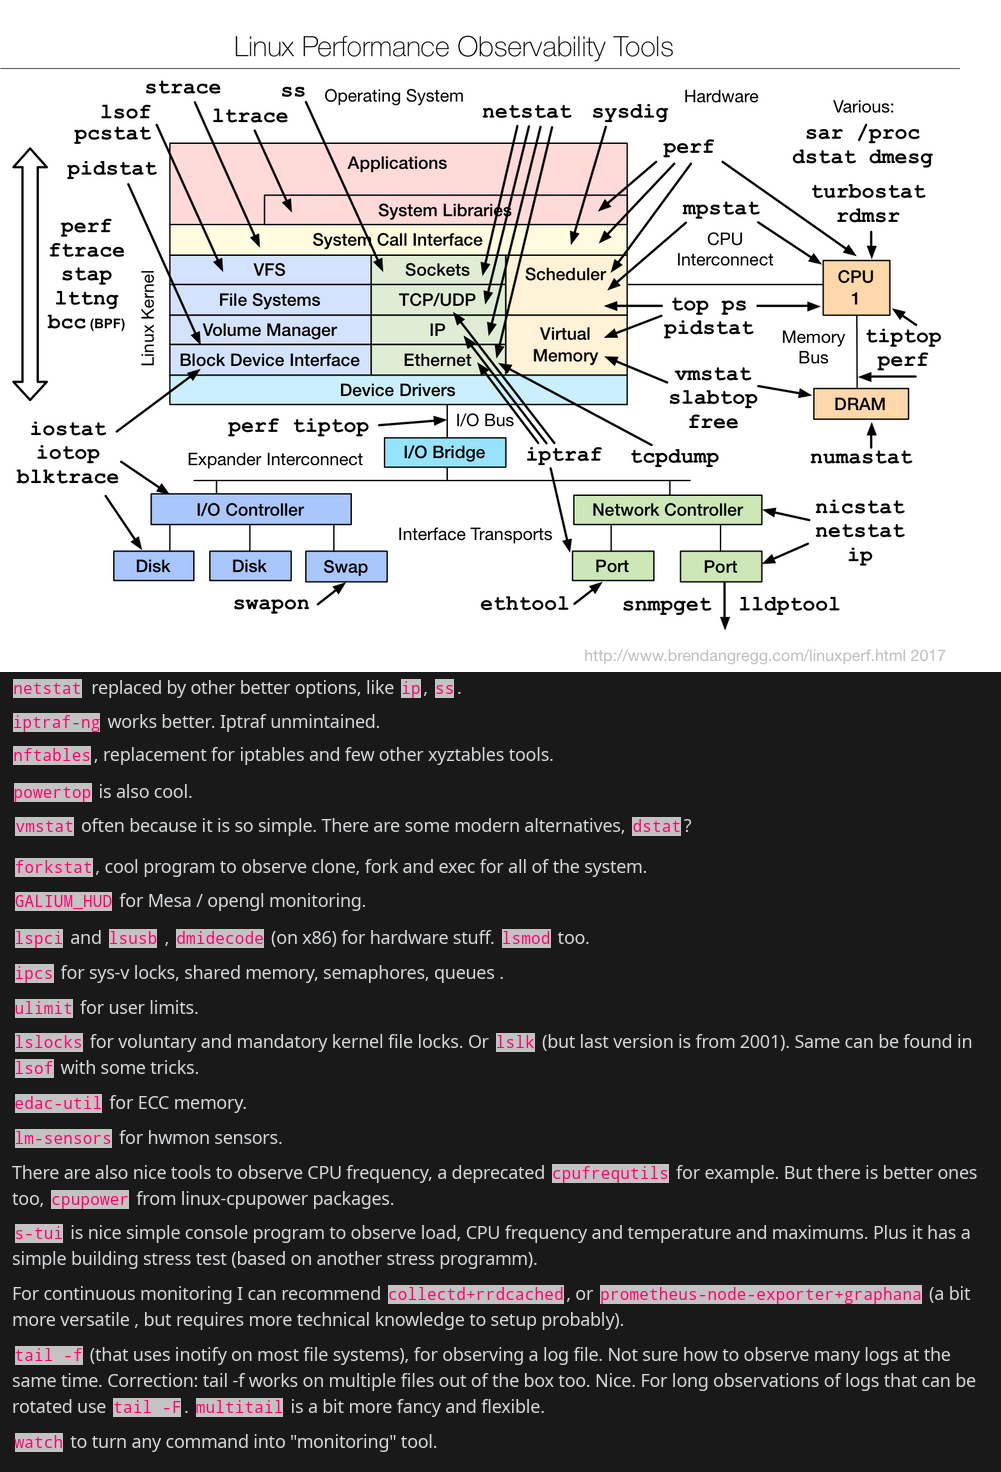 Linux Performance Observability Tools
strace
ss
Operating System
Hardware
Various:
lsof
ltrace
netstat
sysdig
sar /proc
pcstat
dstat dmesg
pidstat
Applications
perf
turbostat
rdmsr
System Libraries
mpstat
perf
System Call Interface
CPU
Interconnect
ftrace
VFS
Sockets
Scheduler
CPU
1
stap
File Systems
TCP/UDP
top ps
lttng
pidstat
bcc (BPF)
Linux Kernel
Volume Manager
IP
Virtual
Memory
Memory
Bus
tiptop
perf
Block Device Interface
Ethernet
vmstat
slabtop
free
Device Drivers
DRAM
iostat
iotop
blktrace
perf tiptop
I/O Bus
I/O Bridge
iptraf
tcpdump
numastat
Expander Interconnect
I/O Controller
Network Controller
nicstat
netstat
ip
Interface Transports
Disk
Disk
Swap
Port
Port
swapon
ethtool
snmpget
lldptool
http://www.brendangregg.com/linuxperf.html 2017
netstat replaced by other better options, like ip, ss.
iptraf-ng works better. Iptraf unmintained.
nftables, replacement for iptables and few other xyztables tools.
powertop is also cool.
vmstat often because it is so simple. There are some modern alternatives, dstat?
forkstat, cool program to observe clone, fork and exec for all of the system.
GALIUM_HUD for Mesa / opengl monitoring.
lspci and lsusb , dmidecode (on x86) for hardware stuff. lsmod too.
ipcs for sys-v locks, shared memory, semaphores, queues .
ulimit for user limits.
lslocks for voluntary and mandatory kernel file locks. Or lslk (but last version is from 2001). Same can be found in
lsof with some tricks.
edac-util for ECC memory.
lm-sensors for hwmon sensors.
There are also nice tools to observe CPU frequency, a deprecated cpufrequtils for example. But there is better ones
too, cpupower from linux-cpupower packages.
s-tui is nice simple console program to observe load, CPU frequency and temperature and maximums. Plus it has a
simple building stress test (based on another stress programm).
For continuous monitoring I can recommend collectd+rrdcached, or prometheus-node-exporter+graphana (a bit
more versatile , but requires more technical knowledge to setup probably).
tail -f (that uses inotify on most file systems), for observing a log file. Not sure how to observe many logs at the
same time. Correction: tail -f works on multiple files out of the box too. Nice. For long observations of logs that can be
rotated use tail -F. multitail is a bit more fancy and flexible.
watch to turn any command into "monitoring" tool.